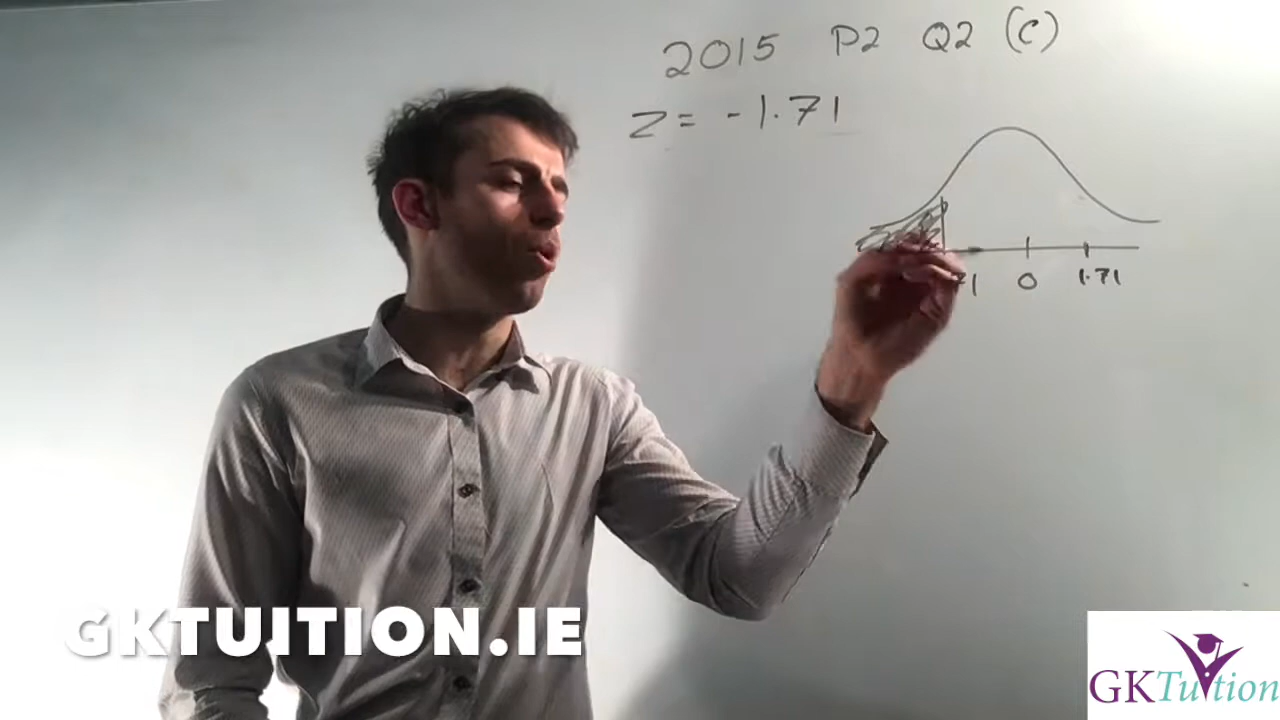 2015 P2 Q2 (C)
Z = -1.71
0 1.71
GKTUITION.IE
GKTuition